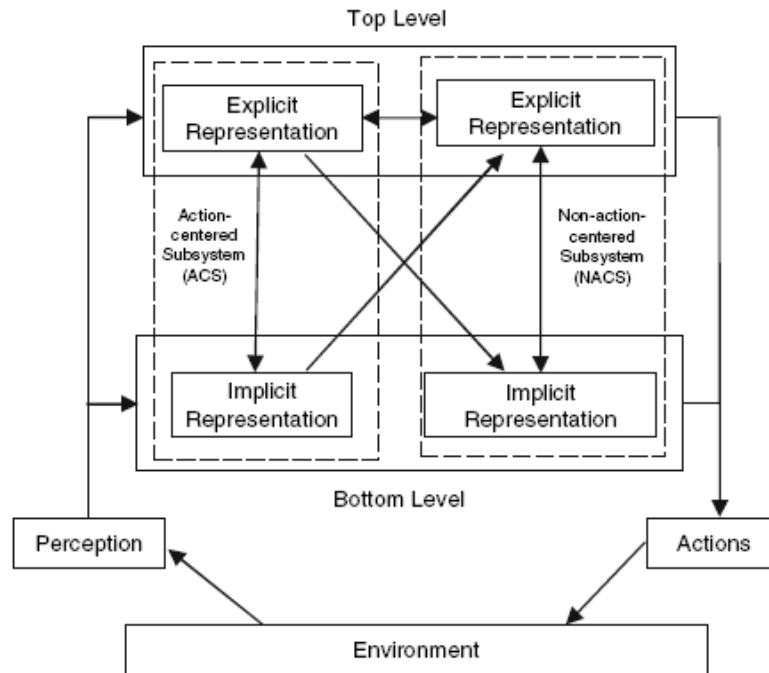 Top Level
Explicit
Representation
Explicit
Representation
Action-
centered
Subsystem
(ACS)
Non-action-
centered
Subsystem
(NACS)
Implicit
Representation
Implicit
Representation
Bottom Level
Perception
Actions
Environment